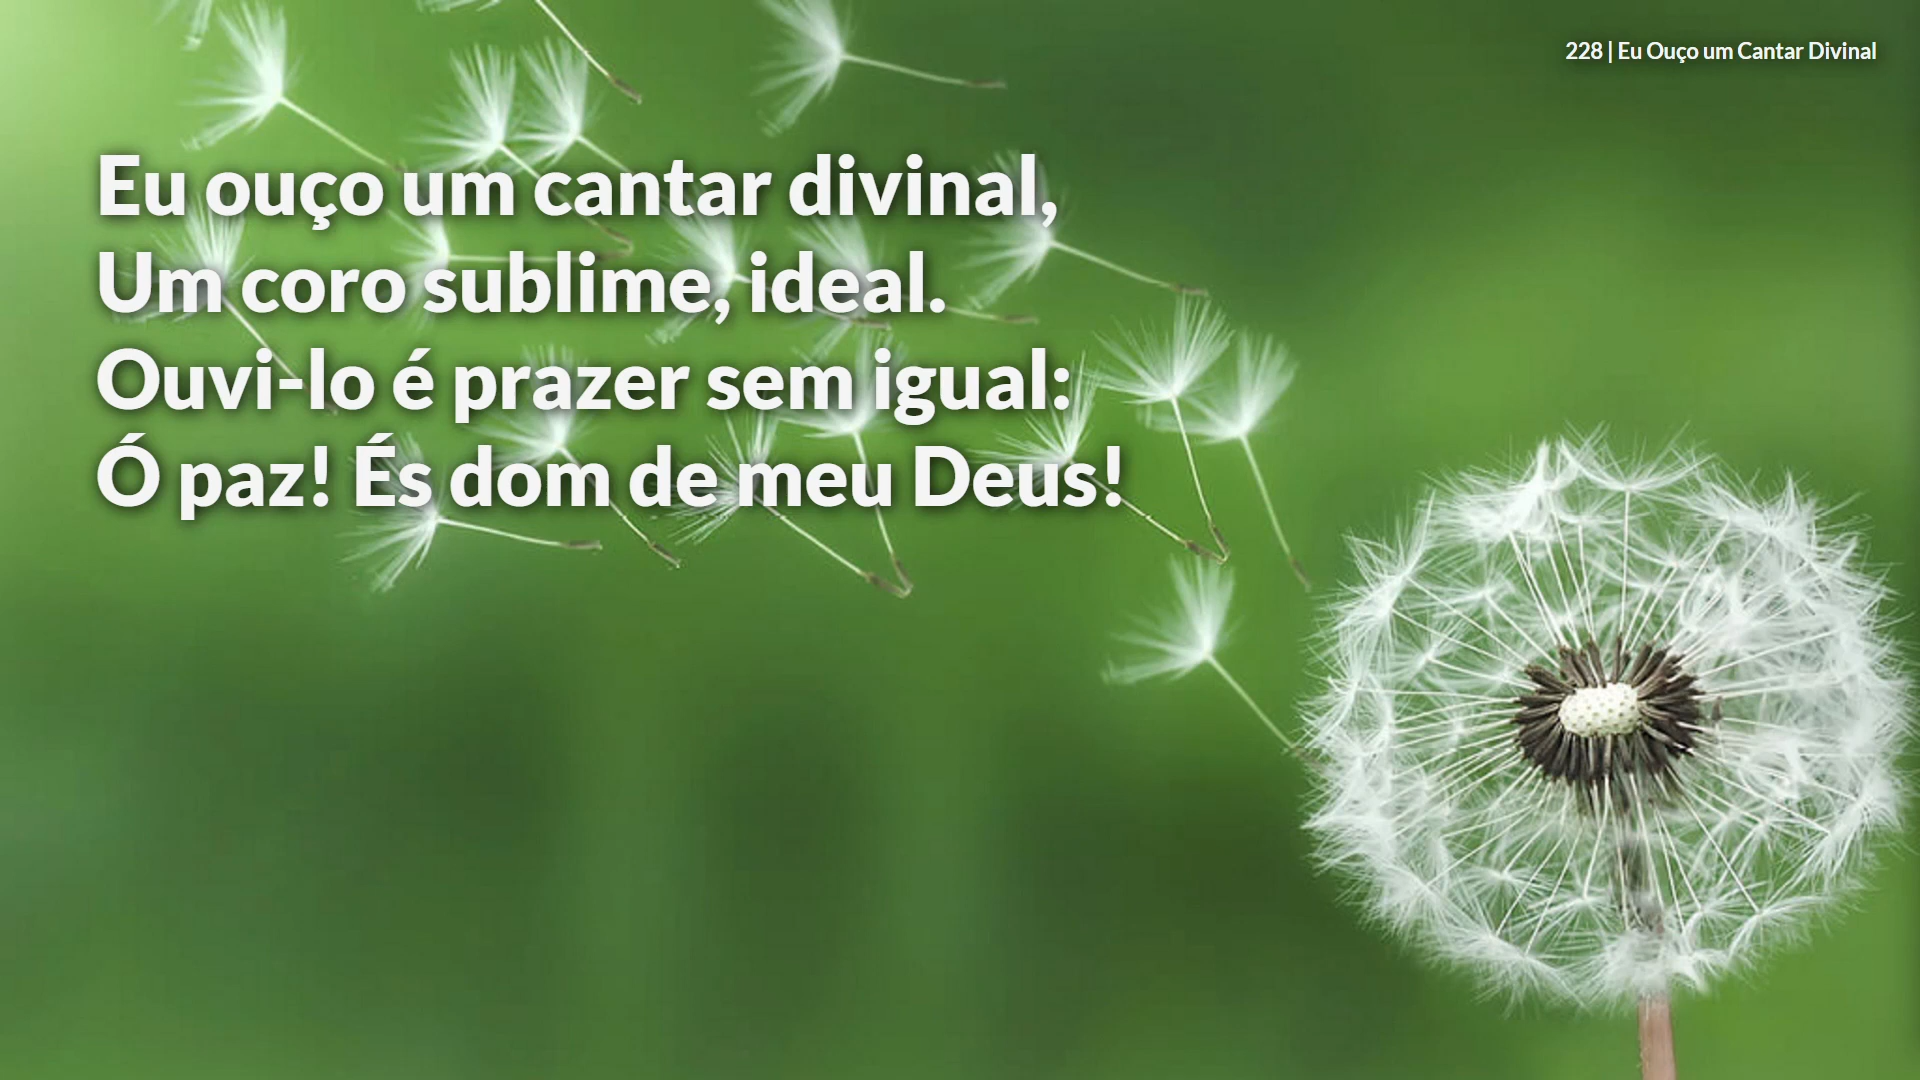 228 | Eu Ouço um Cantar Divinal
Eu ouço um cantar divinal,
Um coro sublime, ideal.
Ouvi-lo é prazer sem igual:
Ó paz! És dom de meu Deus!